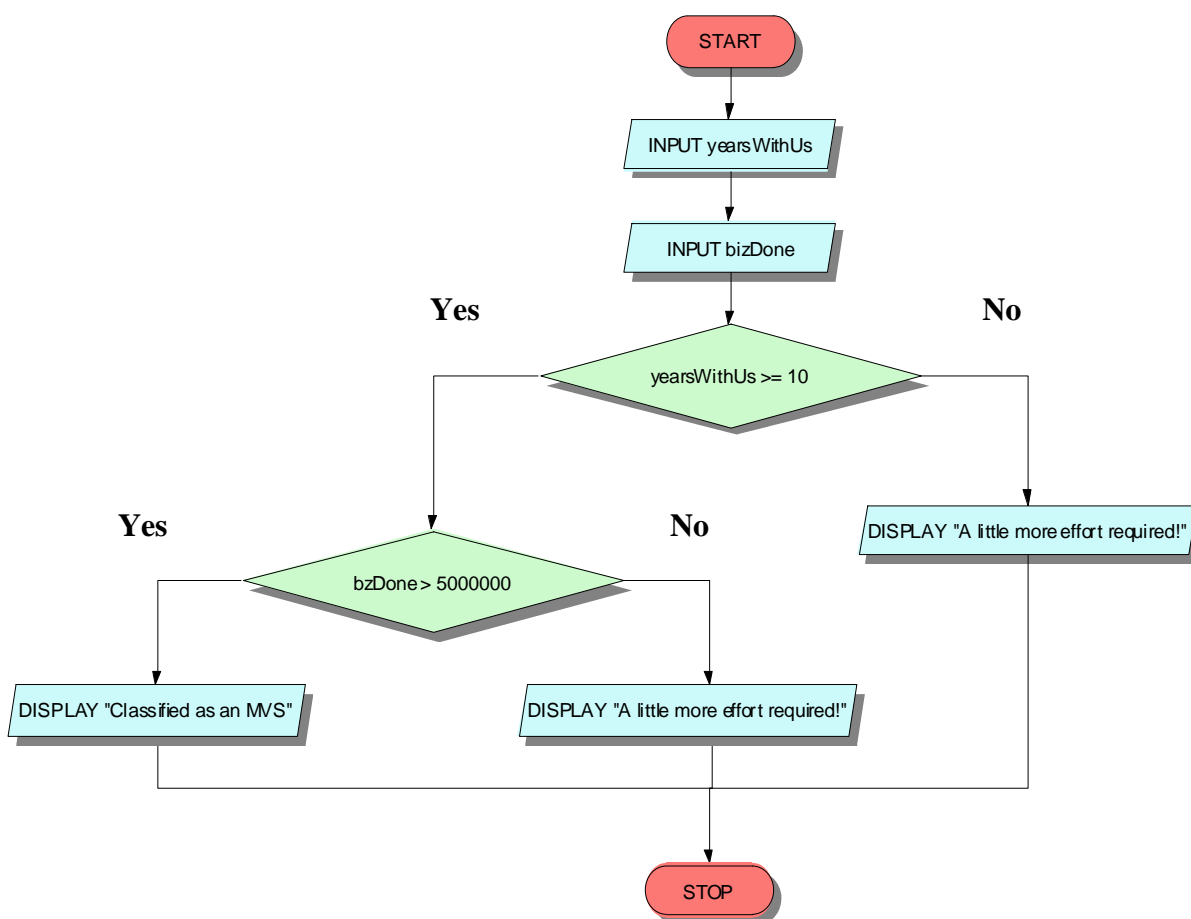 START
INPUT yearsWithUs
INPUT bizDone
Yes
No
yearsWithUs >= 10
Yes
No
DISPLAY "A little more effort required!"
bzDone > 5000000
DISPLAY "Classified as an MVS"
DISPLAY "A little more effort required!"
STOP